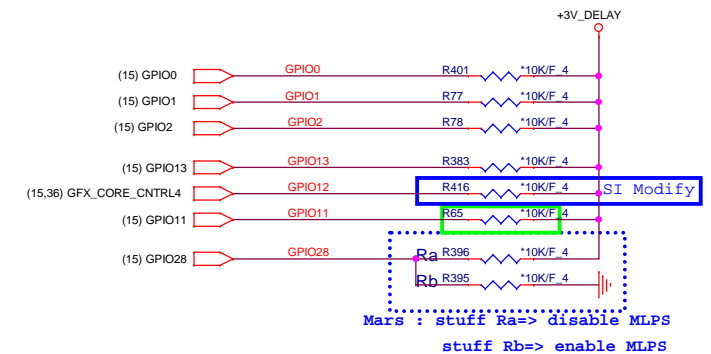 +3V_DELAY
(15) GPIO0 GPIO0 R401 *10K/F_4
(15) GPIO1 GPIO1 R77 *10K/F_4
(15) GPIO2 GPIO2 R78 *10K/F_4
(15) GPIO13 GPIO13 R383 *10K/F_4
(15,36) GFX_CORE_CNTRL4 GPIO12 R416 *10K/F_4 SI Modify
(15) GPIO11 GPIO11 R65 *10K/F_4
(15) GPIO28 GPIO28 Ra R396 *10K/F_4
Rb R395 *10K/F_4
Mars : stuff Ra=> disable MLPS
stuff Rb=> enable MLPS